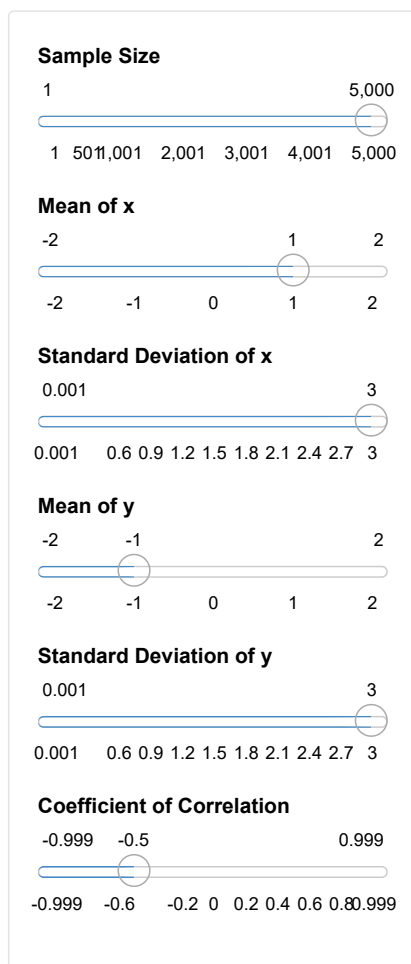 Sample Size
1 5,000
1 501 1,001 2,001 3,001 4,001 5,000
Mean of x
-2 1 2
-2 -1 0 1 2
Standard Deviation of x
0.001 3
0.001 0.6 0.9 1.2 1.5 1.8 2.1 2.4 2.7 3
Mean of y
-2 -1 2
-2 -1 0 1 2
Standard Deviation of y
0.001 3
0.001 0.6 0.9 1.2 1.5 1.8 2.1 2.4 2.7 3
Coefficient of Correlation
-0.999 -0.5 0.999
-0.999 -0.6 -0.2 0 0.2 0.4 0.6 0.8 0.999